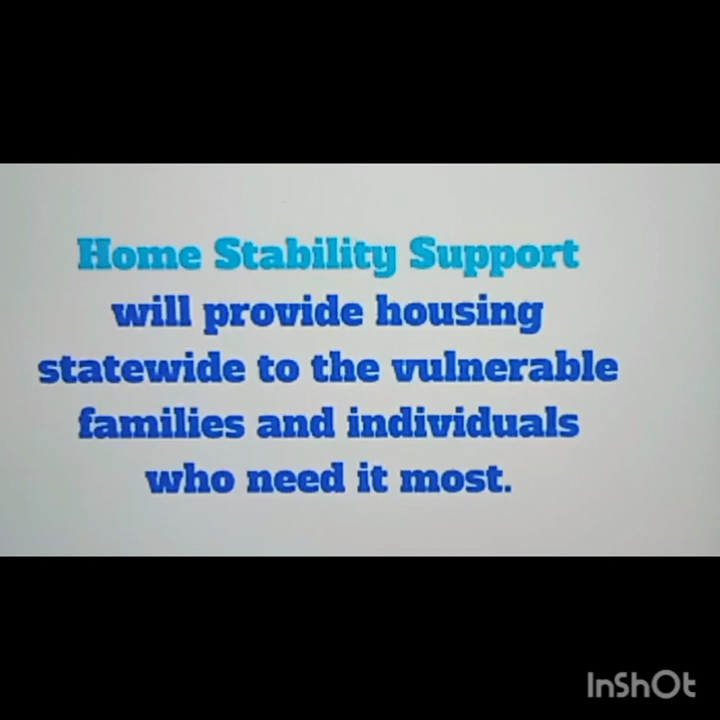 Home Stability Support
will provide housing
statewide to the vulnerable
families and individuals
who need it most.
InShOt